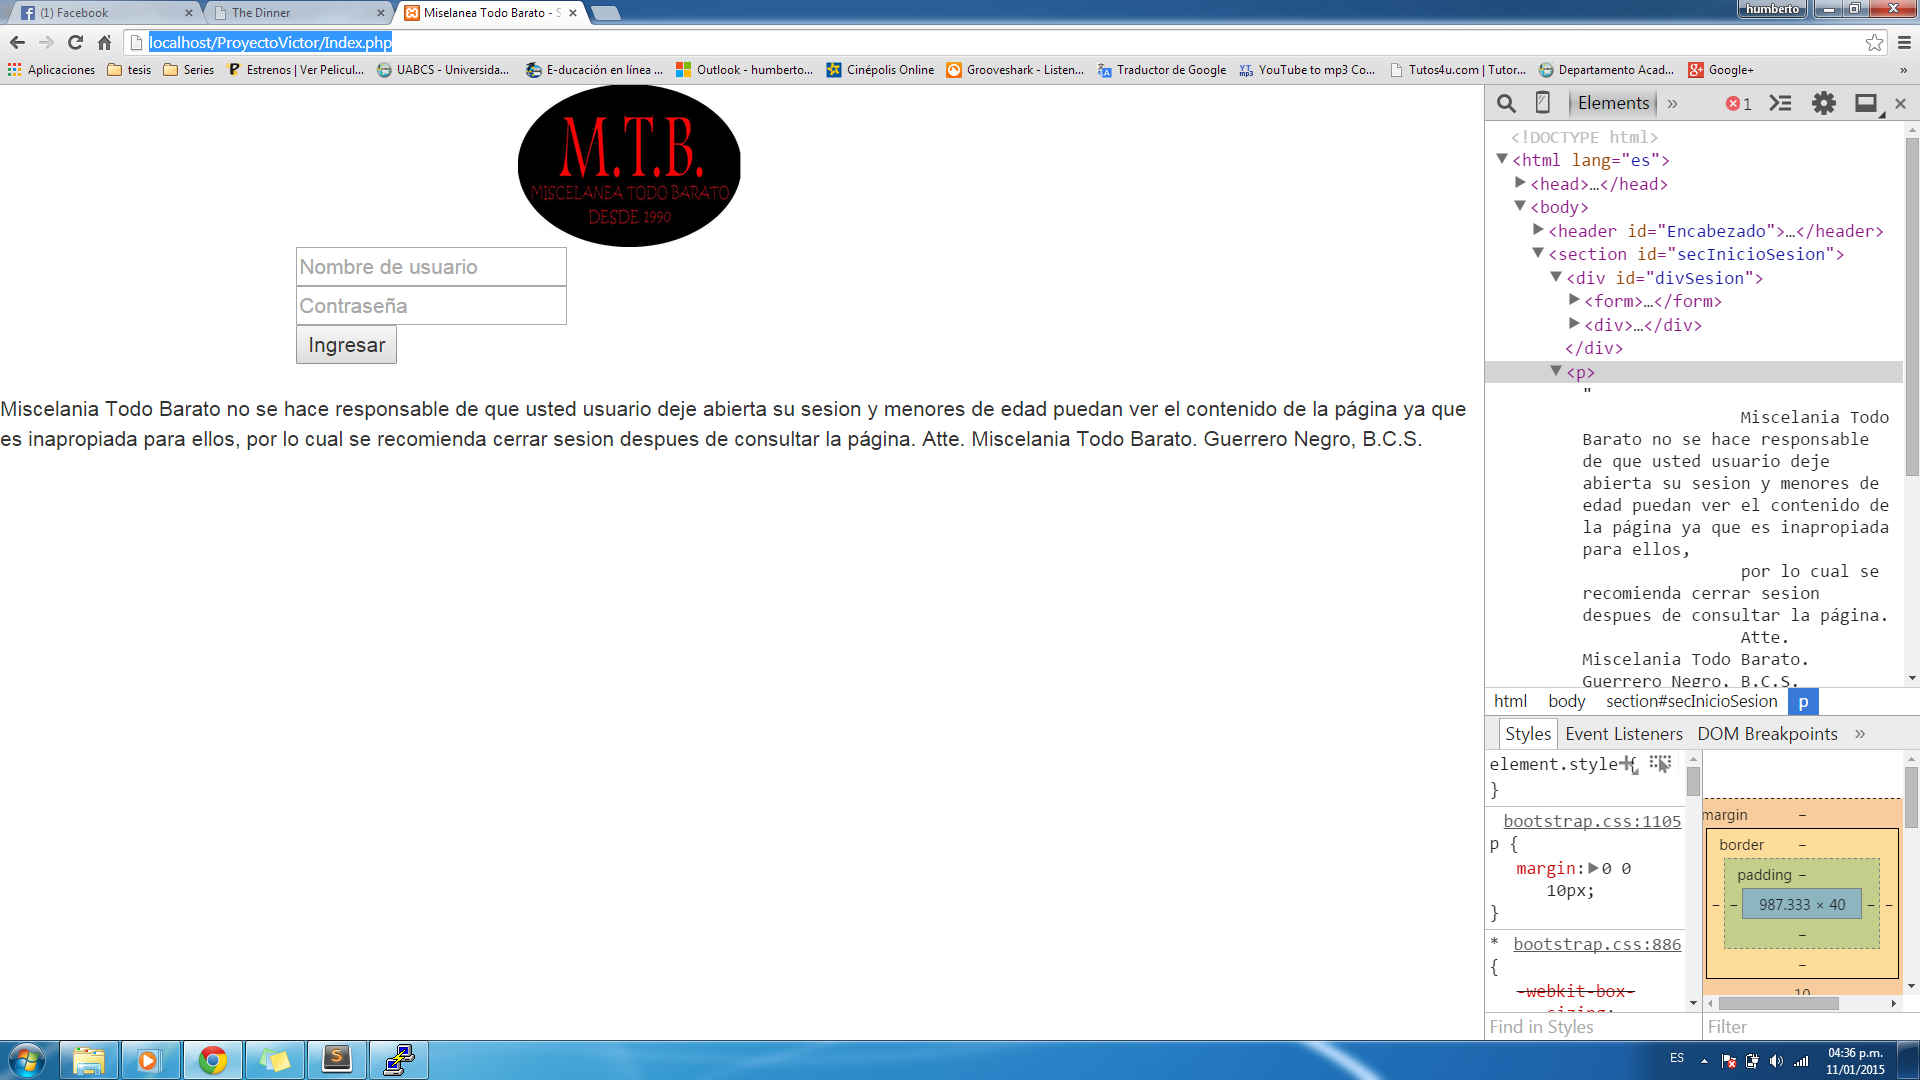 (1) Facebook
The Dinner
Miselanea Todo Barato - S
humberto
localhost/ProyectoVictor/Index.php
Aplicaciones
tesis
Series
Estrenos | Ver Pelicul...
UABCS - Universida...
E-ducación en línea ...
Outlook - humberto...
Cinépolis Online
Grooveshark - Listen...
Traductor de Google
YouTube to mp3 Co...
Tutos4u.com | Tutor...
Departamento Acad...
Google+
»
M.T.B.
MISCELANEA TODO BARATO
DESDE 1990
Nombre de usuario
Contraseña
Ingresar
Miscelania Todo Barato no se hace responsable de que usted usuario deje abierta su sesion y menores de edad puedan ver el contenido de la página ya que
es inapropiada para ellos, por lo cual se recomienda cerrar sesion despues de consultar la página. Atte. Miscelania Todo Barato. Guerrero Negro, B.C.S.
Elements
»
1
<!DOCTYPE html>
<html lang="es">
<head>…</head>
<body>
<header id="Encabezado">…</header>
<section id="secInicioSesion">
<div id="divSesion">
<form>…</form>
<div>…</div>
</div>
<p>
"
Miscelania Todo
Barato no se hace responsable
de que usted usuario deje
abierta su sesion y menores de
edad puedan ver el contenido de
la página ya que es inapropiada
para ellos,
por lo cual se
recomienda cerrar sesion
despues de consultar la página.
Atte.
Miscelania Todo Barato.
Guerrero Negro, B.C.S.
html
body
section#secInicioSesion
p
Styles
Event Listeners
DOM Breakpoints
»
element.style {
}
bootstrap.css:1105
p {
margin: 0 0
10px;
}
* bootstrap.css:886
{
-webkit-box-
sizing:
Find in Styles
margin –
border –
padding –
– – 987.333 × 40 – –
–
–
10
Filter
ES
04:36 p.m.
11/01/2015